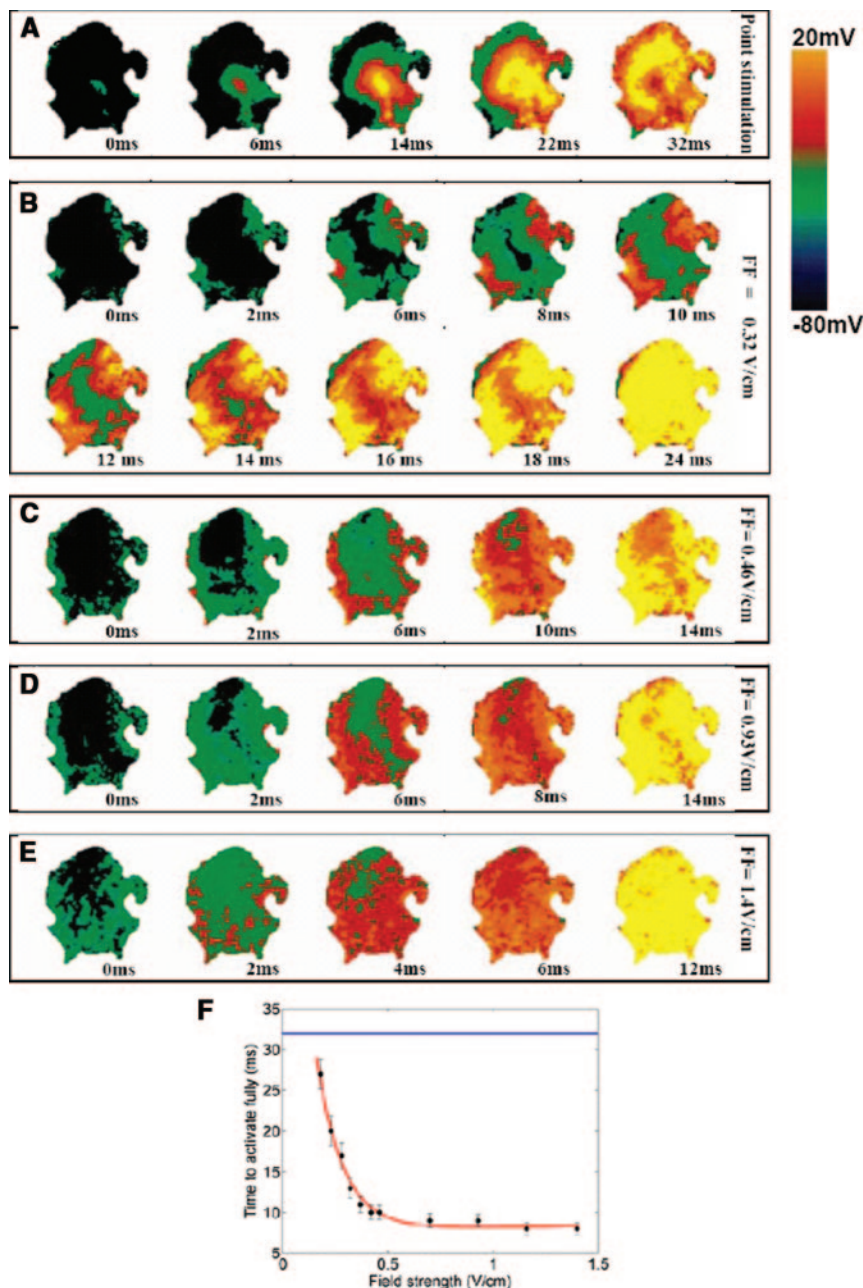 A
0ms
6ms
14ms
22ms
32ms
Point stimulation
20mV
-80mV
B
0ms
2ms
6ms
8ms
10 ms
12 ms
14 ms
16 ms
18 ms
24 ms
FF = 0.32 V/cm
C
0ms
2ms
6ms
10ms
14ms
FF= 0.46V/cm
D
0ms
2ms
6ms
8ms
14ms
FF= 0.93V/cm
E
0ms
2ms
4ms
6ms
12ms
FF= 1.4V/cm
F
Time to activate fully (ms)
35
30
25
20
15
10
5
0
0.5
1
1.5
Field strength (V/cm)